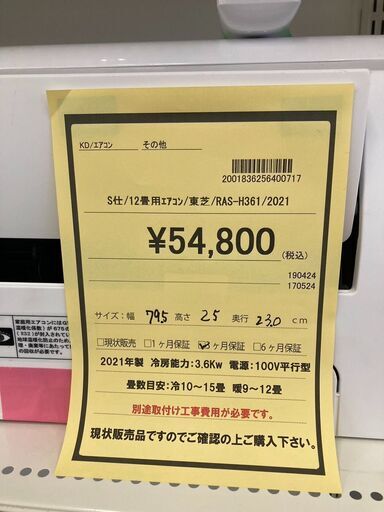 KD/エアコン その他
2001836256400717
S仕/12畳用エアコン/東芝/RAS-H361/2021
¥54,800
(税込)
190424
170524
サイズ:幅 79.5 高さ 25 奥行 23.0 cm
□現状販売 □1ヶ月保証 ☑3ヶ月保証 □6ヶ月保証
2021年製 冷房能力:3.6Kw 電源:100V平行型
畳数目安:冷10〜15畳 暖9〜12畳
別途取付け工事費用が必要です。
現状販売品ですのでご確認の上ご購入下さい。